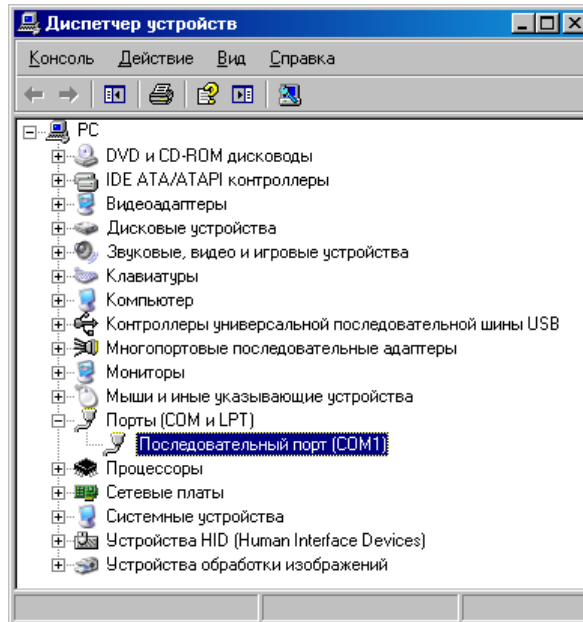 Диспетчер устройств
Консоль Действие Вид Справка
PC
DVD и CD-ROM дисководы
IDE ATA/ATAPI контроллеры
Видеоадаптеры
Дисковые устройства
Звуковые, видео и игровые устройства
Клавиатуры
Компьютер
Контроллеры универсальной последовательной шины USB
Многопортовые последовательные адаптеры
Мониторы
Мыши и иные указывающие устройства
Порты (COM и LPT)
Последовательный порт (COM1)
Процессоры
Сетевые платы
Системные устройства
Устройства HID (Human Interface Devices)
Устройства обработки изображений